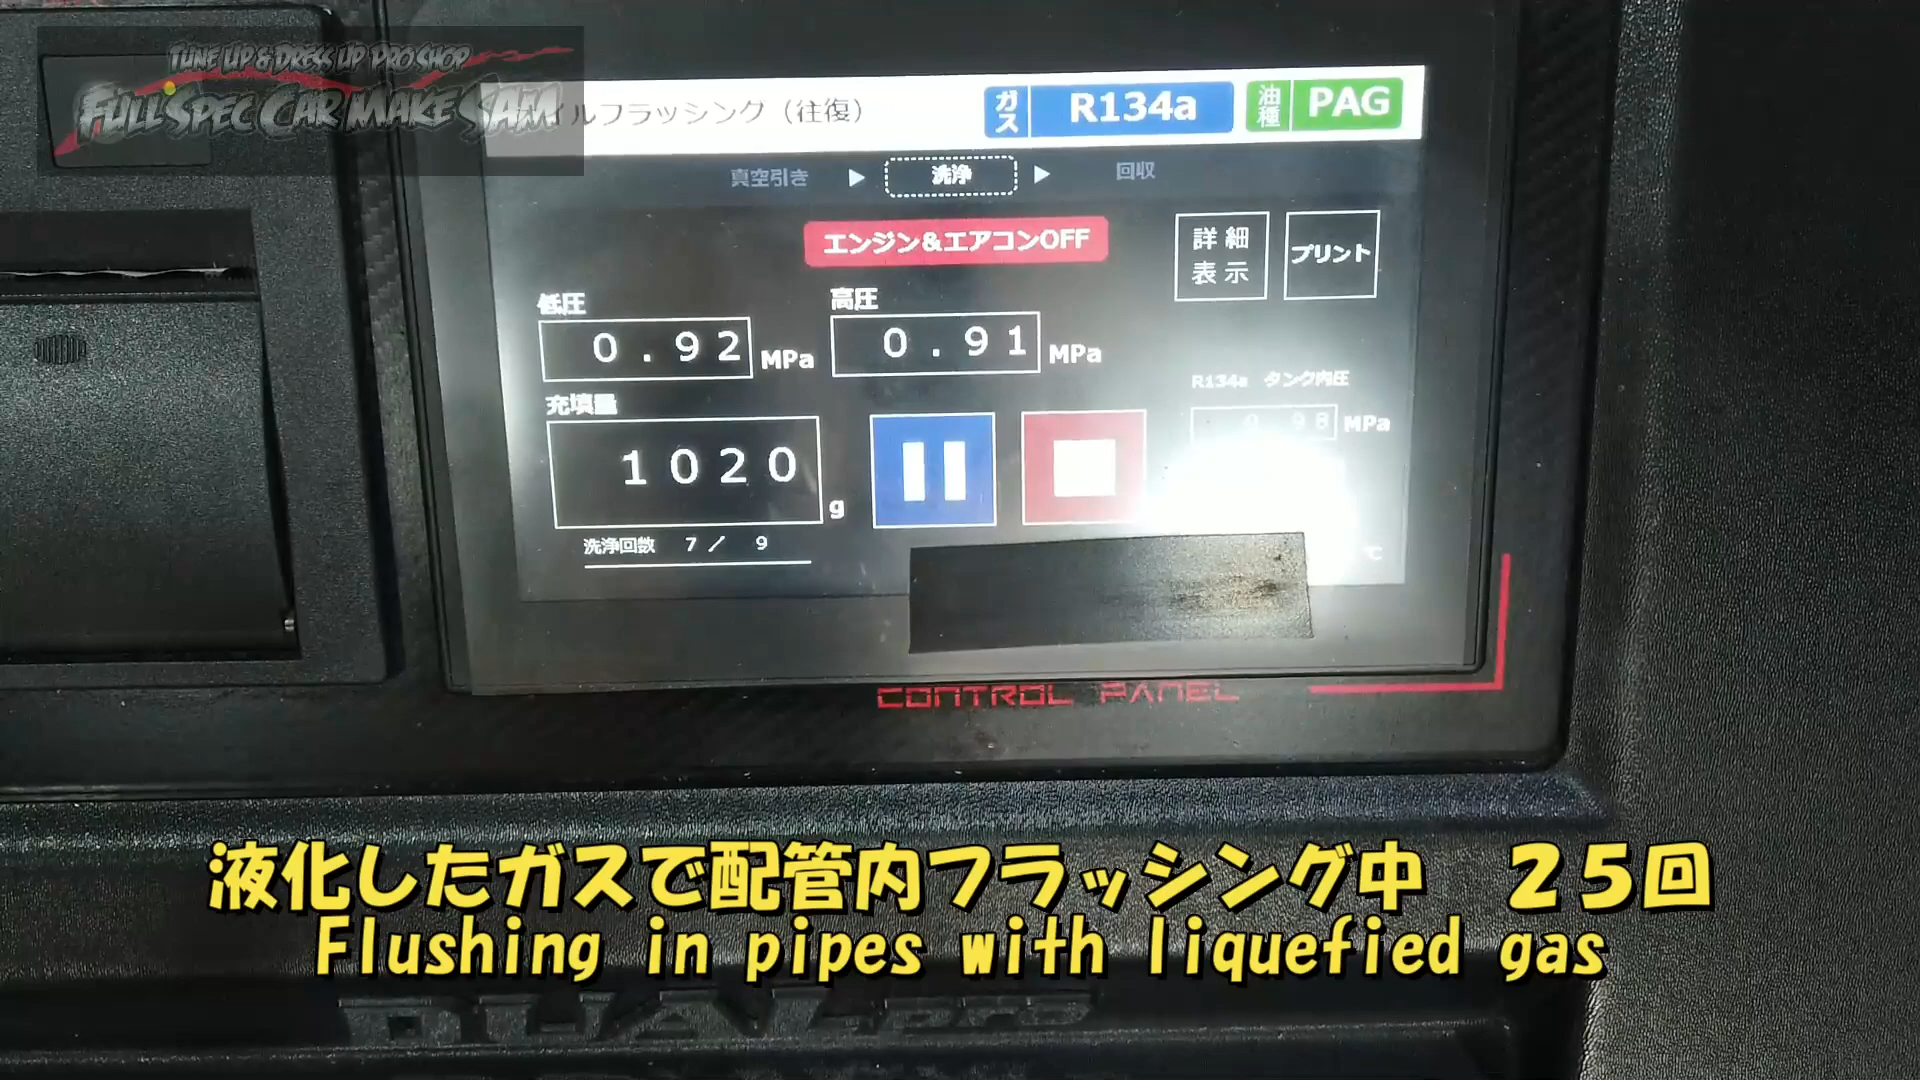 TUNE UP & DRESS UP PRO SHOP
FULL SPEC CAR MAKE SAM
イルフラッシング（往復）
ガス R134a 油種 PAG
真空引き ▶ 洗浄 ▶ 回収
エンジン&エアコンOFF
詳細表示
プリント
低圧
0.92 MPa
高圧
0.91 MPa
R134a タンク内圧
0.98 MPa
充填量
1020 g
洗浄回数 7／ 9
℃
CONTROL PANEL
液化したガスで配管内フラッシング中 25回
Flushing in pipes with liquefied gas
DUAL PRO